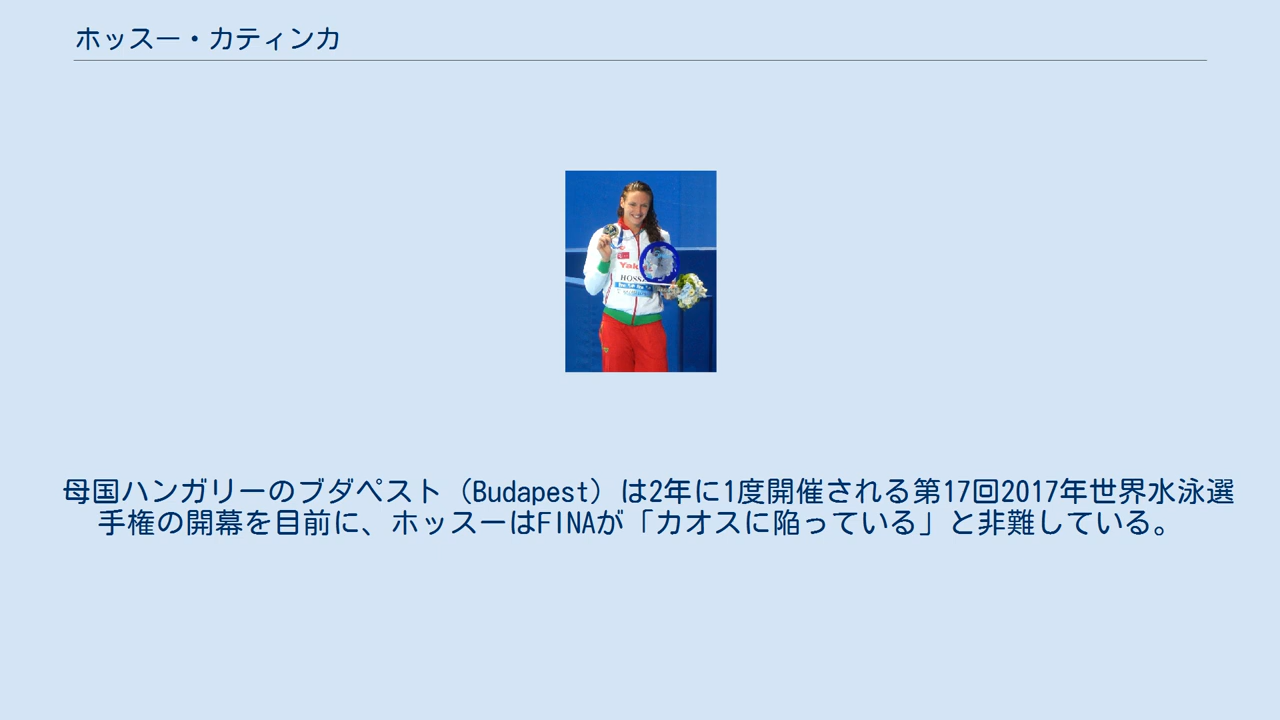 ホッスー・カティンカ
HOSS
母国ハンガリーのブダペスト（Budapest）は2年に1度開催される第17回2017年世界水泳選
手権の開幕を目前に、ホッスーはFINAが「カオスに陥っている」と非難している。